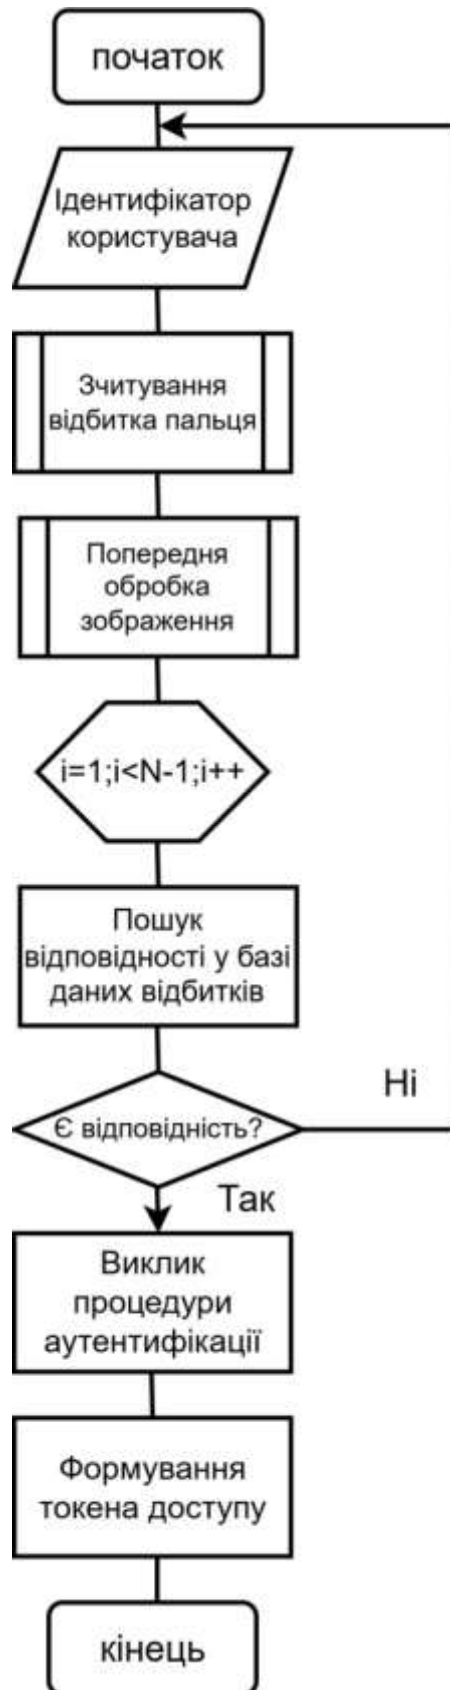 початок
Ідентифікатор
користувача
Зчитування
відбитка пальця
Попередня
обробка
зображення
i=1;i<N-1;i++
Пошук
відповідності у базі
даних відбитків
Є відповідність?
Ні
Так
Виклик
процедури
аутентифікації
Формування
токена доступу
кінець